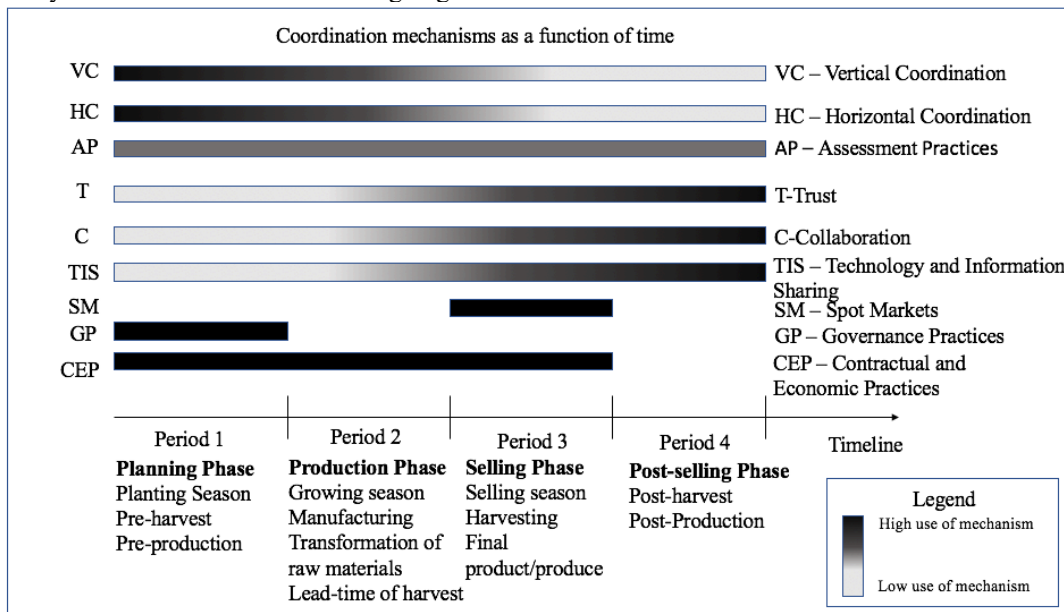 Coordination mechanisms as a function of time
VC
VC – Vertical Coordination
HC
HC – Horizontal Coordination
AP
AP – Assessment Practices
T
T-Trust
C
C-Collaboration
TIS
TIS – Technology and Information
Sharing
SM
SM – Spot Markets
GP
GP – Governance Practices
CEP
CEP – Contractual and
Economic Practices
Period 1
Period 2
Period 3
Period 4
Timeline
Planning Phase
Planting Season
Pre-harvest
Pre-production
Production Phase
Growing season
Manufacturing
Transformation of
raw materials
Lead-time of harvest
Selling Phase
Selling season
Harvesting
Final
product/produce
Post-selling Phase
Post-harvest
Post-Production
Legend
High use of mechanism
Low use of mechanism